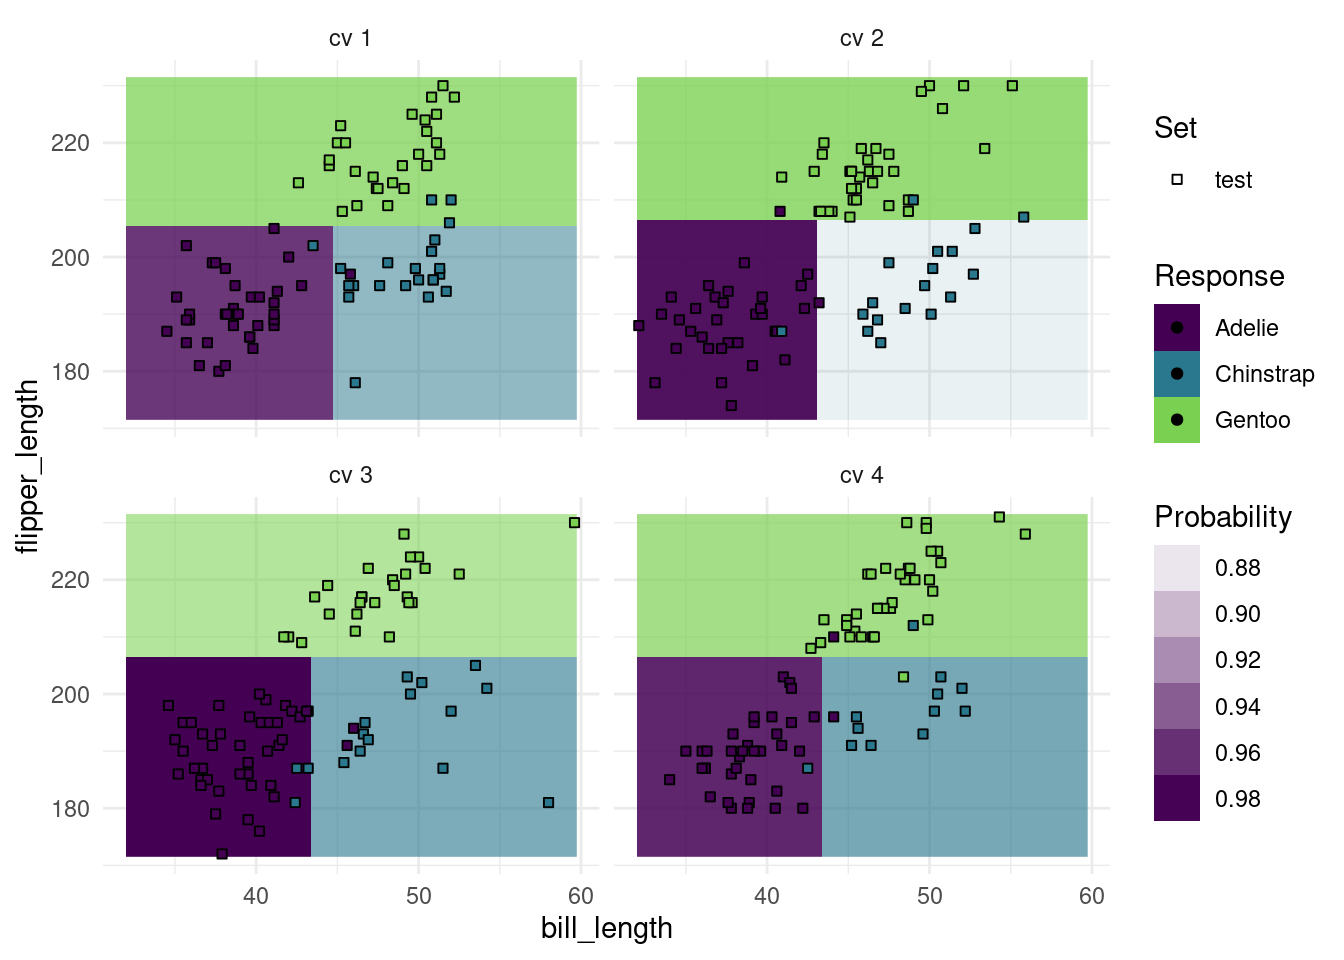 cv 1
cv 2
220
200
180
cv 3
cv 4
220
200
180
40
50
60
40
50
60
bill_length
flipper_length
Set
test
Response
Adelie
Chinstrap
Gentoo
Probability
0.88
0.90
0.92
0.94
0.96
0.98